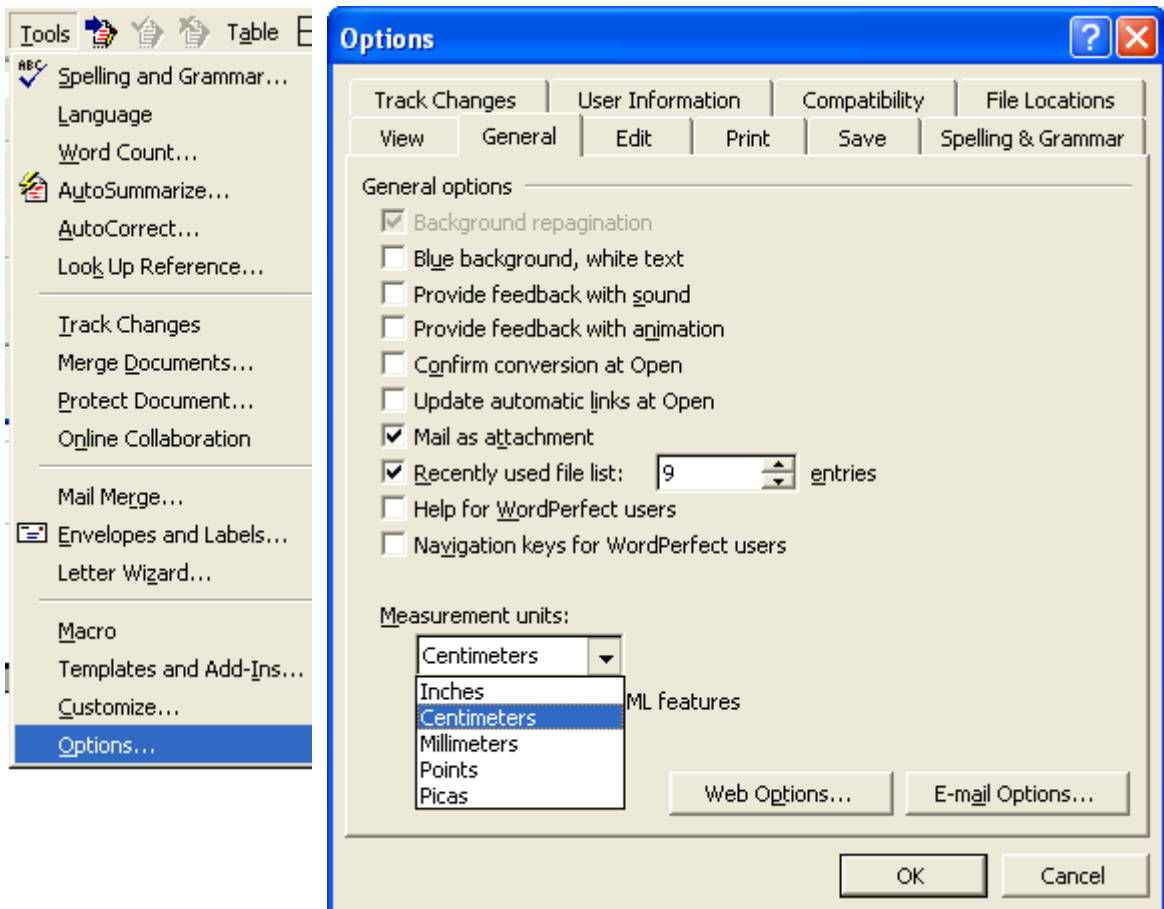 Tools Table
ABC Spelling and Grammar...
Language
Word Count...
AutoSummarize...
AutoCorrect...
Look Up Reference...
Track Changes
Merge Documents...
Protect Document...
Online Collaboration
Mail Merge...
Envelopes and Labels...
Letter Wizard...
Macro
Templates and Add-Ins...
Customize...
Options...
Options
Track Changes User Information Compatibility File Locations
View General Edit Print Save Spelling & Grammar
General options
Background repagination
Blue background, white text
Provide feedback with sound
Provide feedback with animation
Confirm conversion at Open
Update automatic links at Open
Mail as attachment
Recently used file list: 9 entries
Help for WordPerfect users
Navigation keys for WordPerfect users
Measurement units:
Centimeters
Inches
ML features
Centimeters
Millimeters
Points
Picas
Web Options... E-mail Options...
OK Cancel